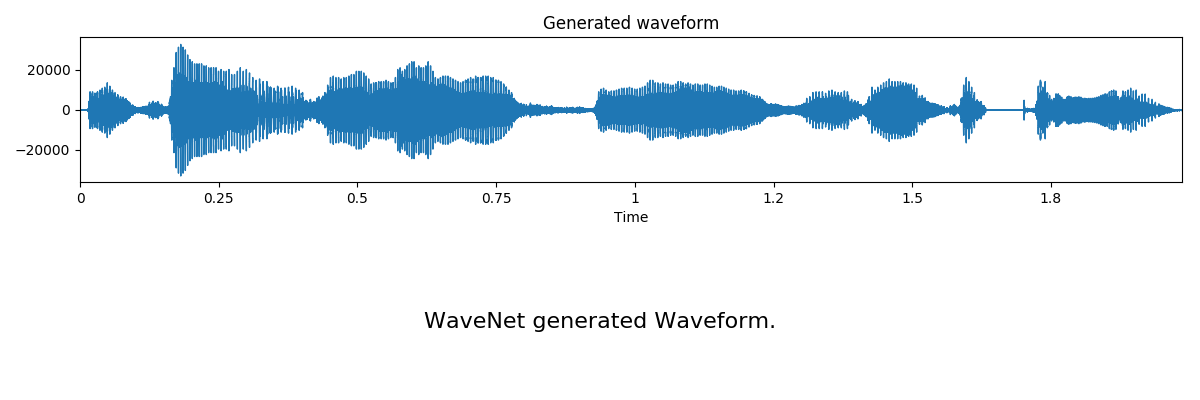 Generated waveform
20000
0
−20000
0 0.25 0.5 0.75 1 1.2 1.5 1.8
Time
WaveNet generated Waveform.